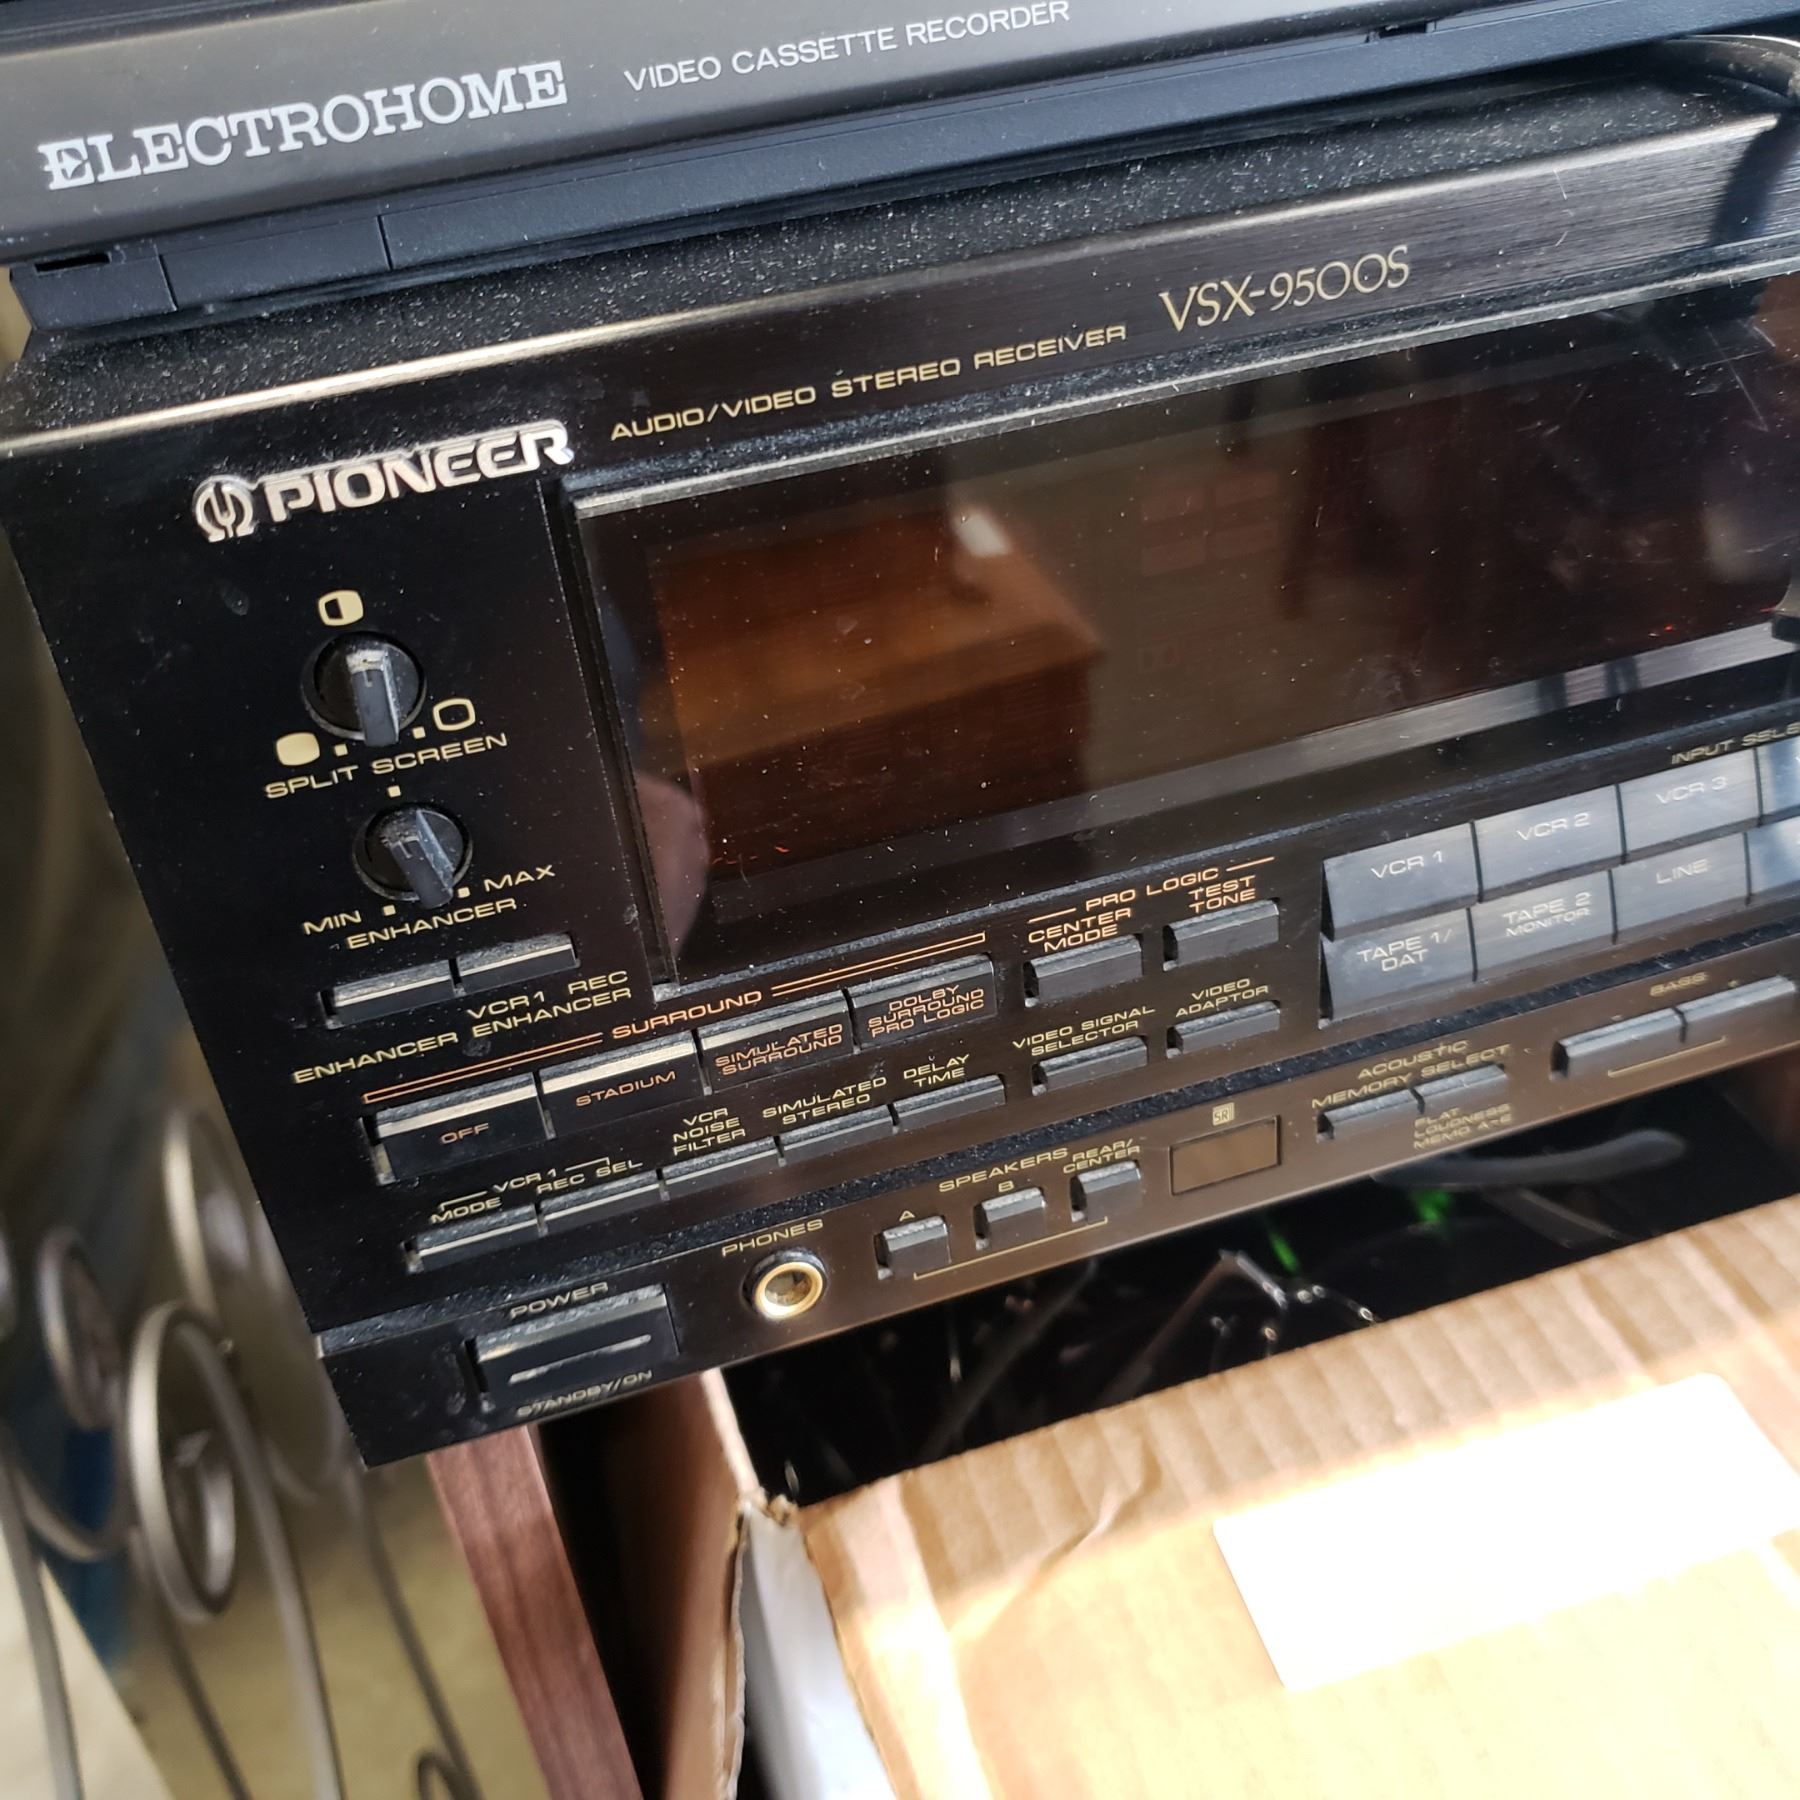 ELECTROHOME VIDEO CASSETTE RECORDER
PIONEER AUDIO/VIDEO STEREO RECEIVER VSX-9500S
SPLIT SCREEN
MIN MAX
ENHANCER
VCR 1 REC
ENHANCER ENHANCER
SURROUND
OFF
STADIUM
SIMULATED
SURROUND
DOLBY
SURROUND
PRO LOGIC
PRO LOGIC
CENTER
MODE
TEST
TONE
INPUT
VCR 1
VCR 2
VCR 3
TAPE 1/
DAT
TAPE 2
MONITOR
LINE
VCR 1
MODE REC SEL
VCR
NOISE
FILTER
SIMULATED
STEREO
DELAY
TIME
VIDEO SIGNAL
SELECTOR
VIDEO
ADAPTOR
BASS
- +
ACOUSTIC
MEMORY SELECT
FLAT
LOUDNESS
MEMO A-E
SR
SPEAKERS
A
B
REAR/
CENTER
PHONES
POWER
STANDBY/ON